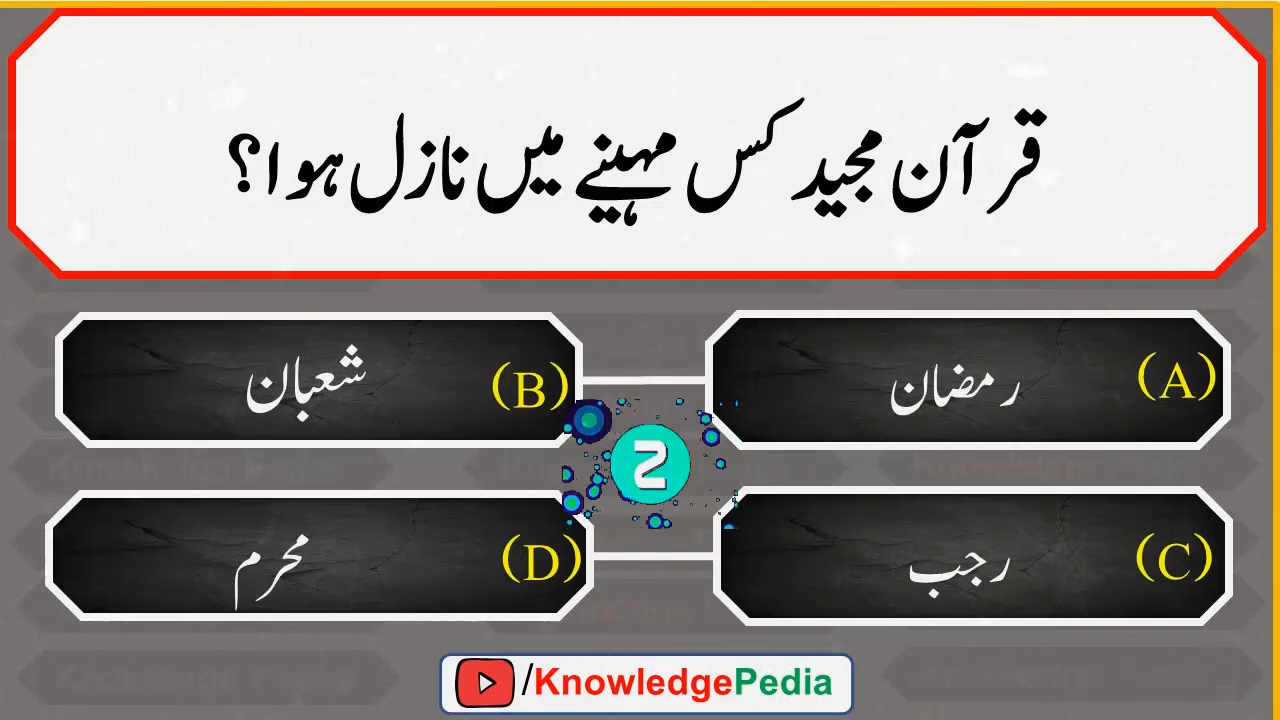 قرآن مجید کس مہینے میں نازل ہوا؟
(A) رمضان
(B) شعبان
(C) رجب
(D) محرم
2
/KnowledgePedia